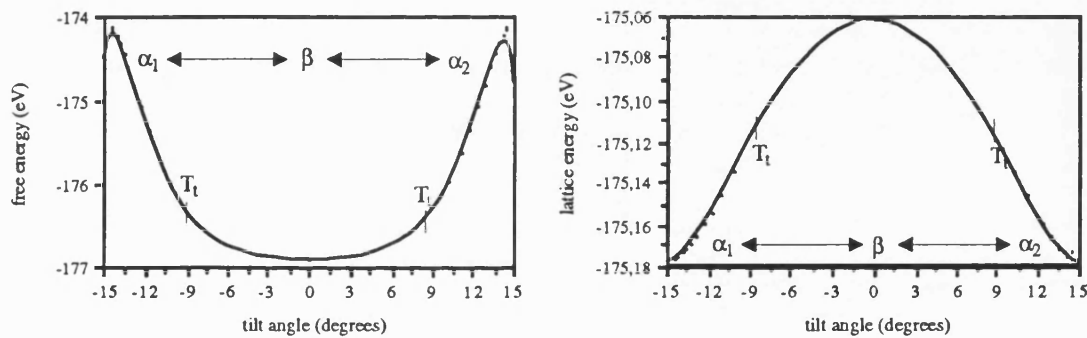 -174
-175
-176
-177
free energy (eV)
α1 β α2
Tt
Tt
-15 -12 -9 -6 -3 0 3 6 9 12 15
tilt angle (degrees)
-175,06
-175,08
-175,10
-175,12
-175,14
-175,16
-175,18
lattice energy (eV)
Tt
Tt
α1 β α2
-15 -12 -9 -6 -3 0 3 6 9 12 15
tilt angle (degrees)